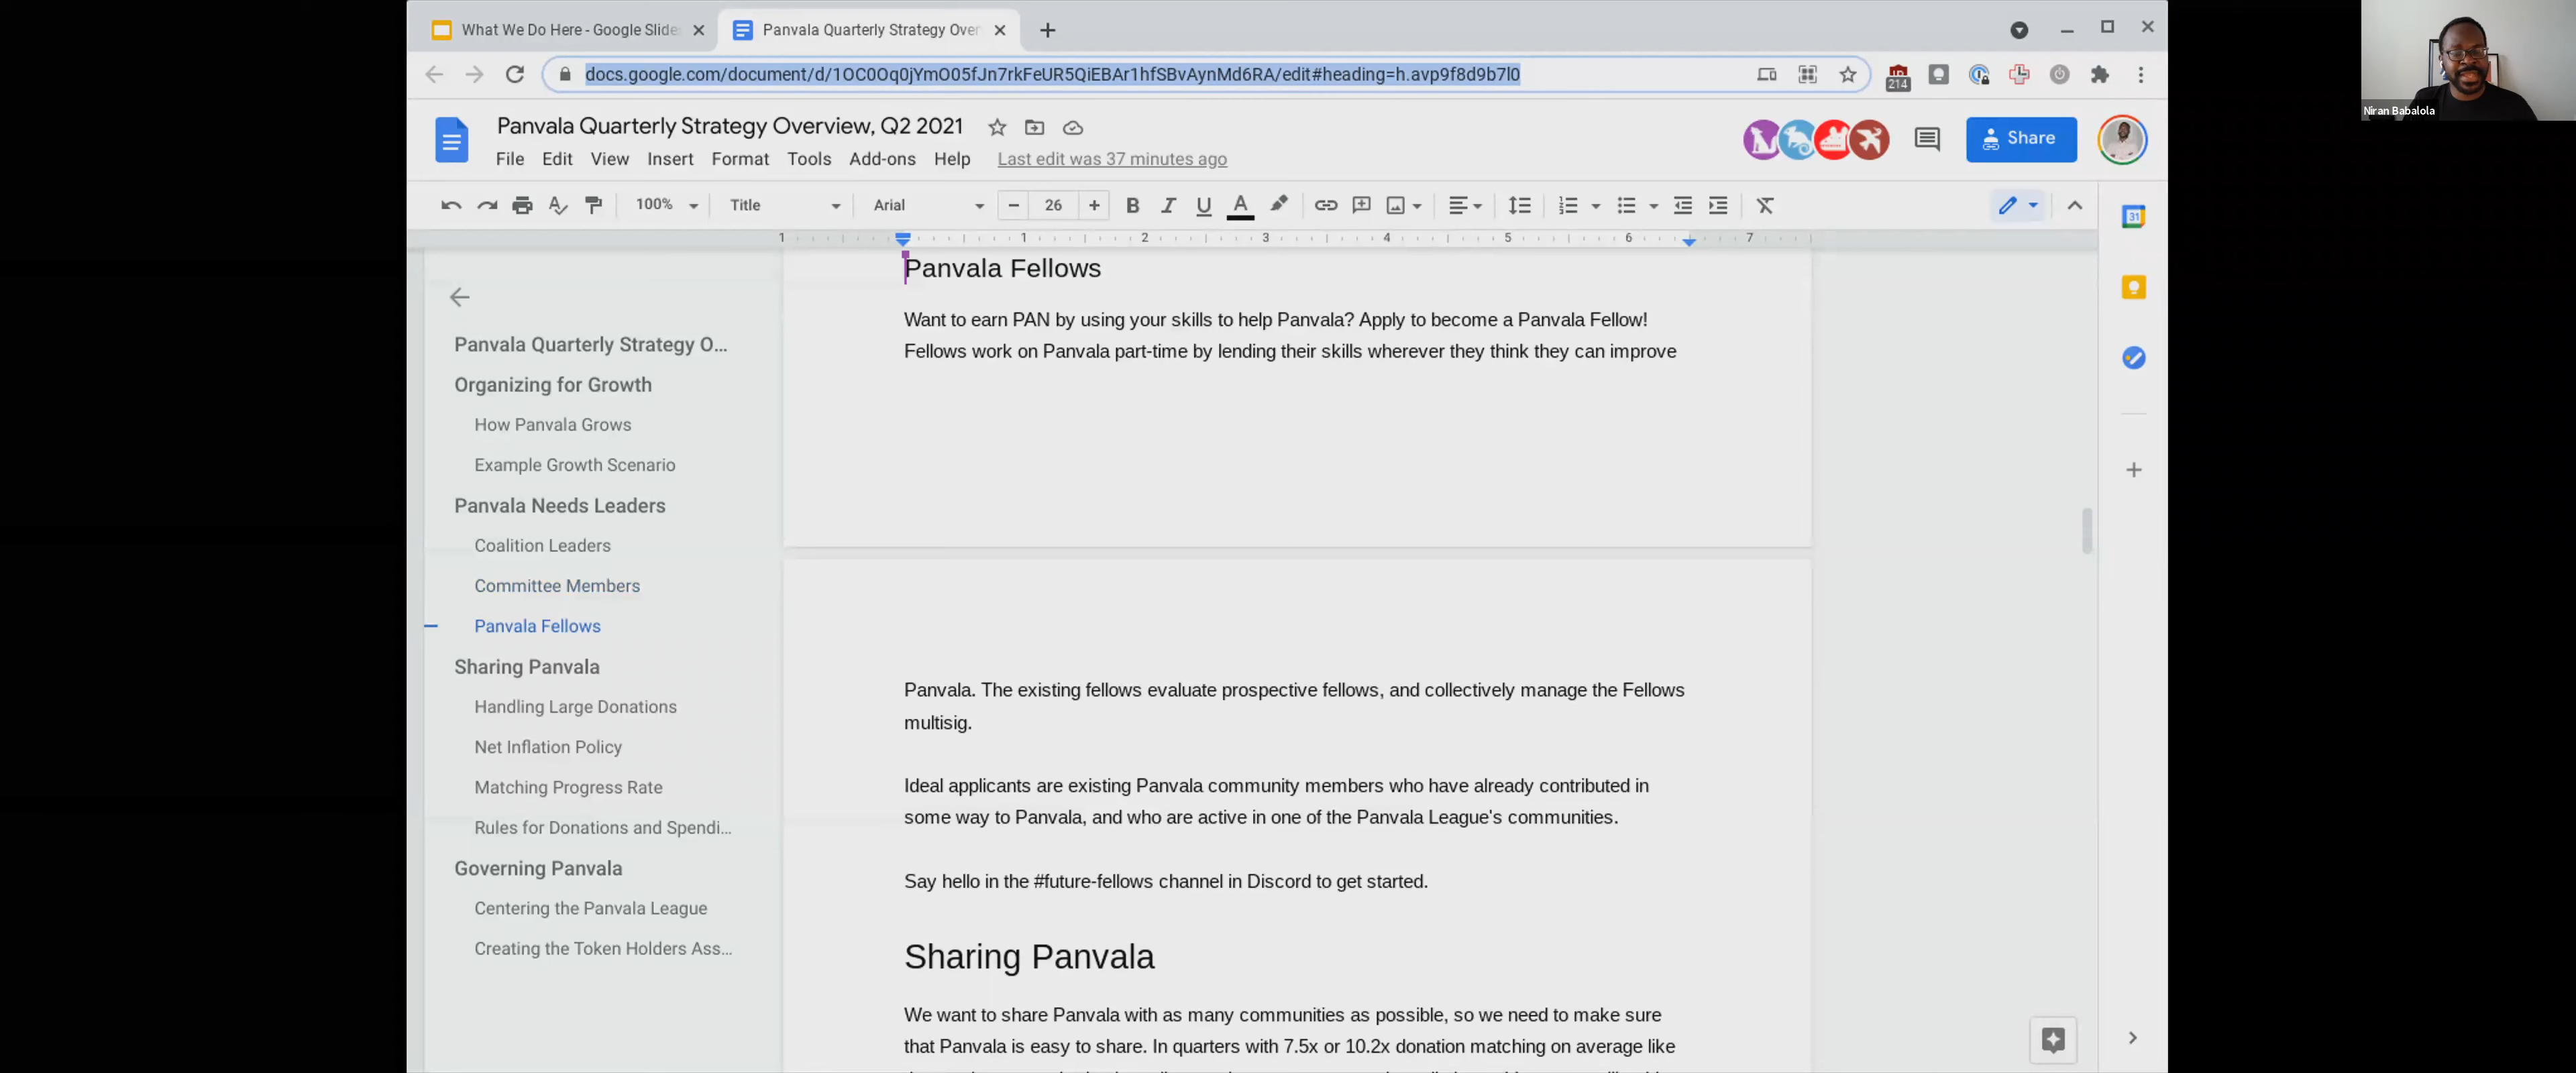 What We Do Here - Google Slide
Panvala Quarterly Strategy Over
docs.google.com/document/d/1OC0Oq0jYmO05fJn7rkFeUR5QiEBAr1hfSBvAynMd6RA/edit#heading=h.avp9f8d9b7l0
214
Niran Babalola
Panvala Quarterly Strategy Overview, Q2 2021
File Edit View Insert Format Tools Add-ons Help Last edit was 37 minutes ago
Share
100% Title Arial 26
1 1 2 3 4 5 6 7
31
Panvala Quarterly Strategy O...
Organizing for Growth
How Panvala Grows
Example Growth Scenario
Panvala Needs Leaders
Coalition Leaders
Committee Members
Panvala Fellows
Sharing Panvala
Handling Large Donations
Net Inflation Policy
Matching Progress Rate
Rules for Donations and Spendi...
Governing Panvala
Centering the Panvala League
Creating the Token Holders Ass...
Panvala Fellows
Want to earn PAN by using your skills to help Panvala? Apply to become a Panvala Fellow!
Fellows work on Panvala part-time by lending their skills wherever they think they can improve
Panvala. The existing fellows evaluate prospective fellows, and collectively manage the Fellows
multisig.
Ideal applicants are existing Panvala community members who have already contributed in
some way to Panvala, and who are active in one of the Panvala League's communities.
Say hello in the #future-fellows channel in Discord to get started.
Sharing Panvala
We want to share Panvala with as many communities as possible, so we need to make sure
that Panvala is easy to share. In quarters with 7.5x or 10.2x donation matching on average like